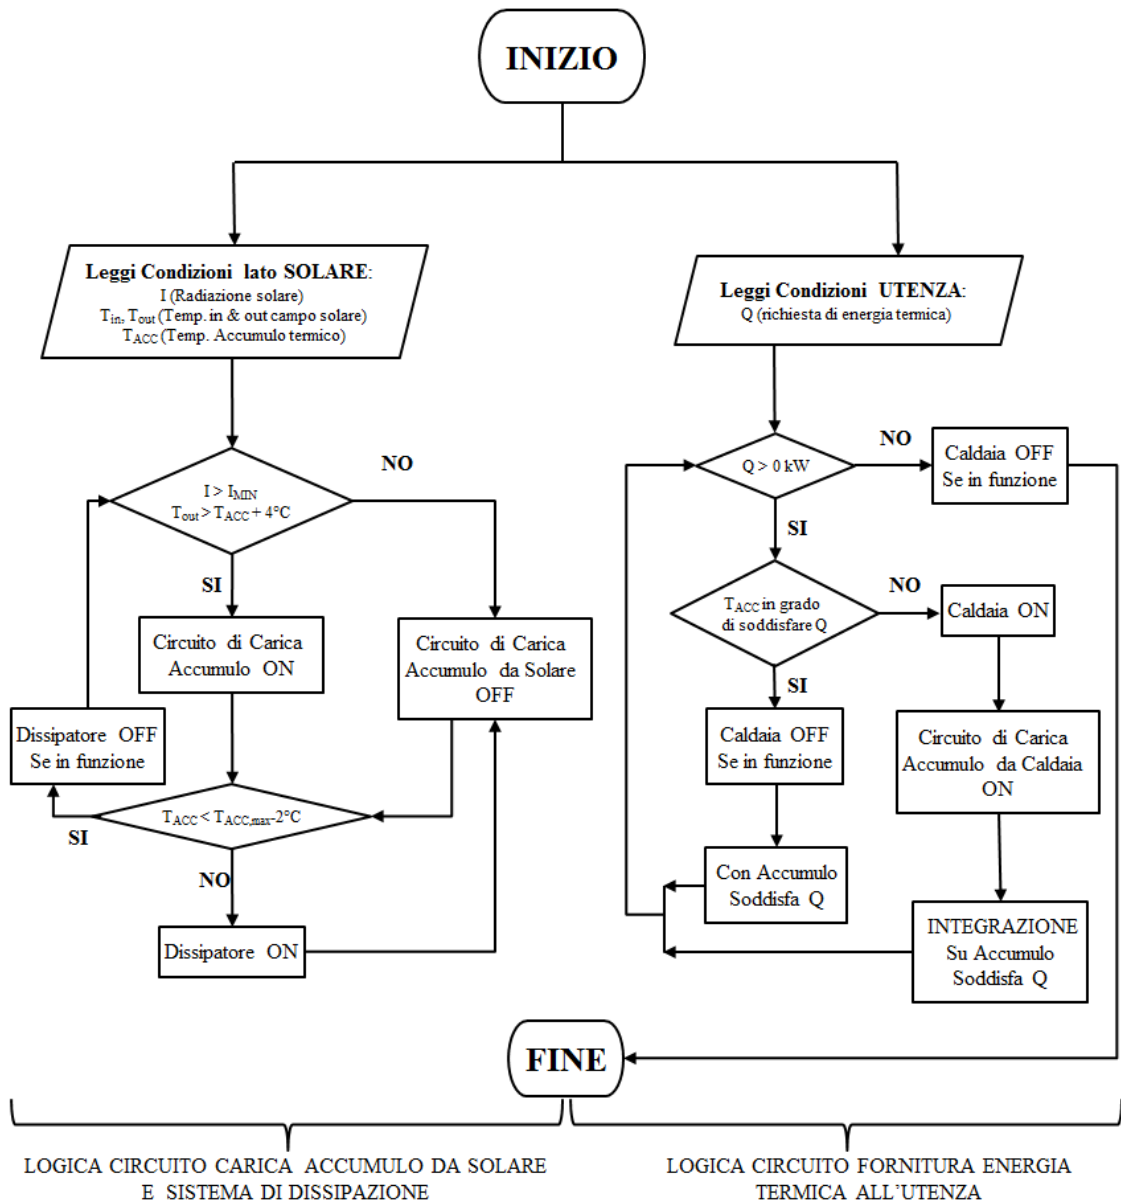 INIZIO
Leggi Condizioni lato SOLARE:
I (Radiazione solare)
Tin, Tout (Temp. in & out campo solare)
TACC (Temp. Accumulo termico)
I > IMIN
Tout > TACC + 4°C
NO
SI
Circuito di Carica
Accumulo ON
Circuito di Carica
Accumulo da Solare
OFF
Dissipatore OFF
Se in funzione
TACC < TACC,max-2°C
SI
NO
Dissipatore ON
Leggi Condizioni UTENZA:
Q (richiesta di energia termica)
Q > 0 kW
NO
Caldaia OFF
Se in funzione
SI
TACC in grado
di soddisfare Q
NO
Caldaia ON
SI
Caldaia OFF
Se in funzione
Circuito di Carica
Accumulo da Caldaia
ON
Con Accumulo
Soddisfa Q
INTEGRAZIONE
Su Accumulo
Soddisfa Q
FINE
LOGICA CIRCUITO CARICA ACCUMULO DA SOLARE
E SISTEMA DI DISSIPAZIONE
LOGICA CIRCUITO FORNITURA ENERGIA
TERMICA ALL'UTENZA